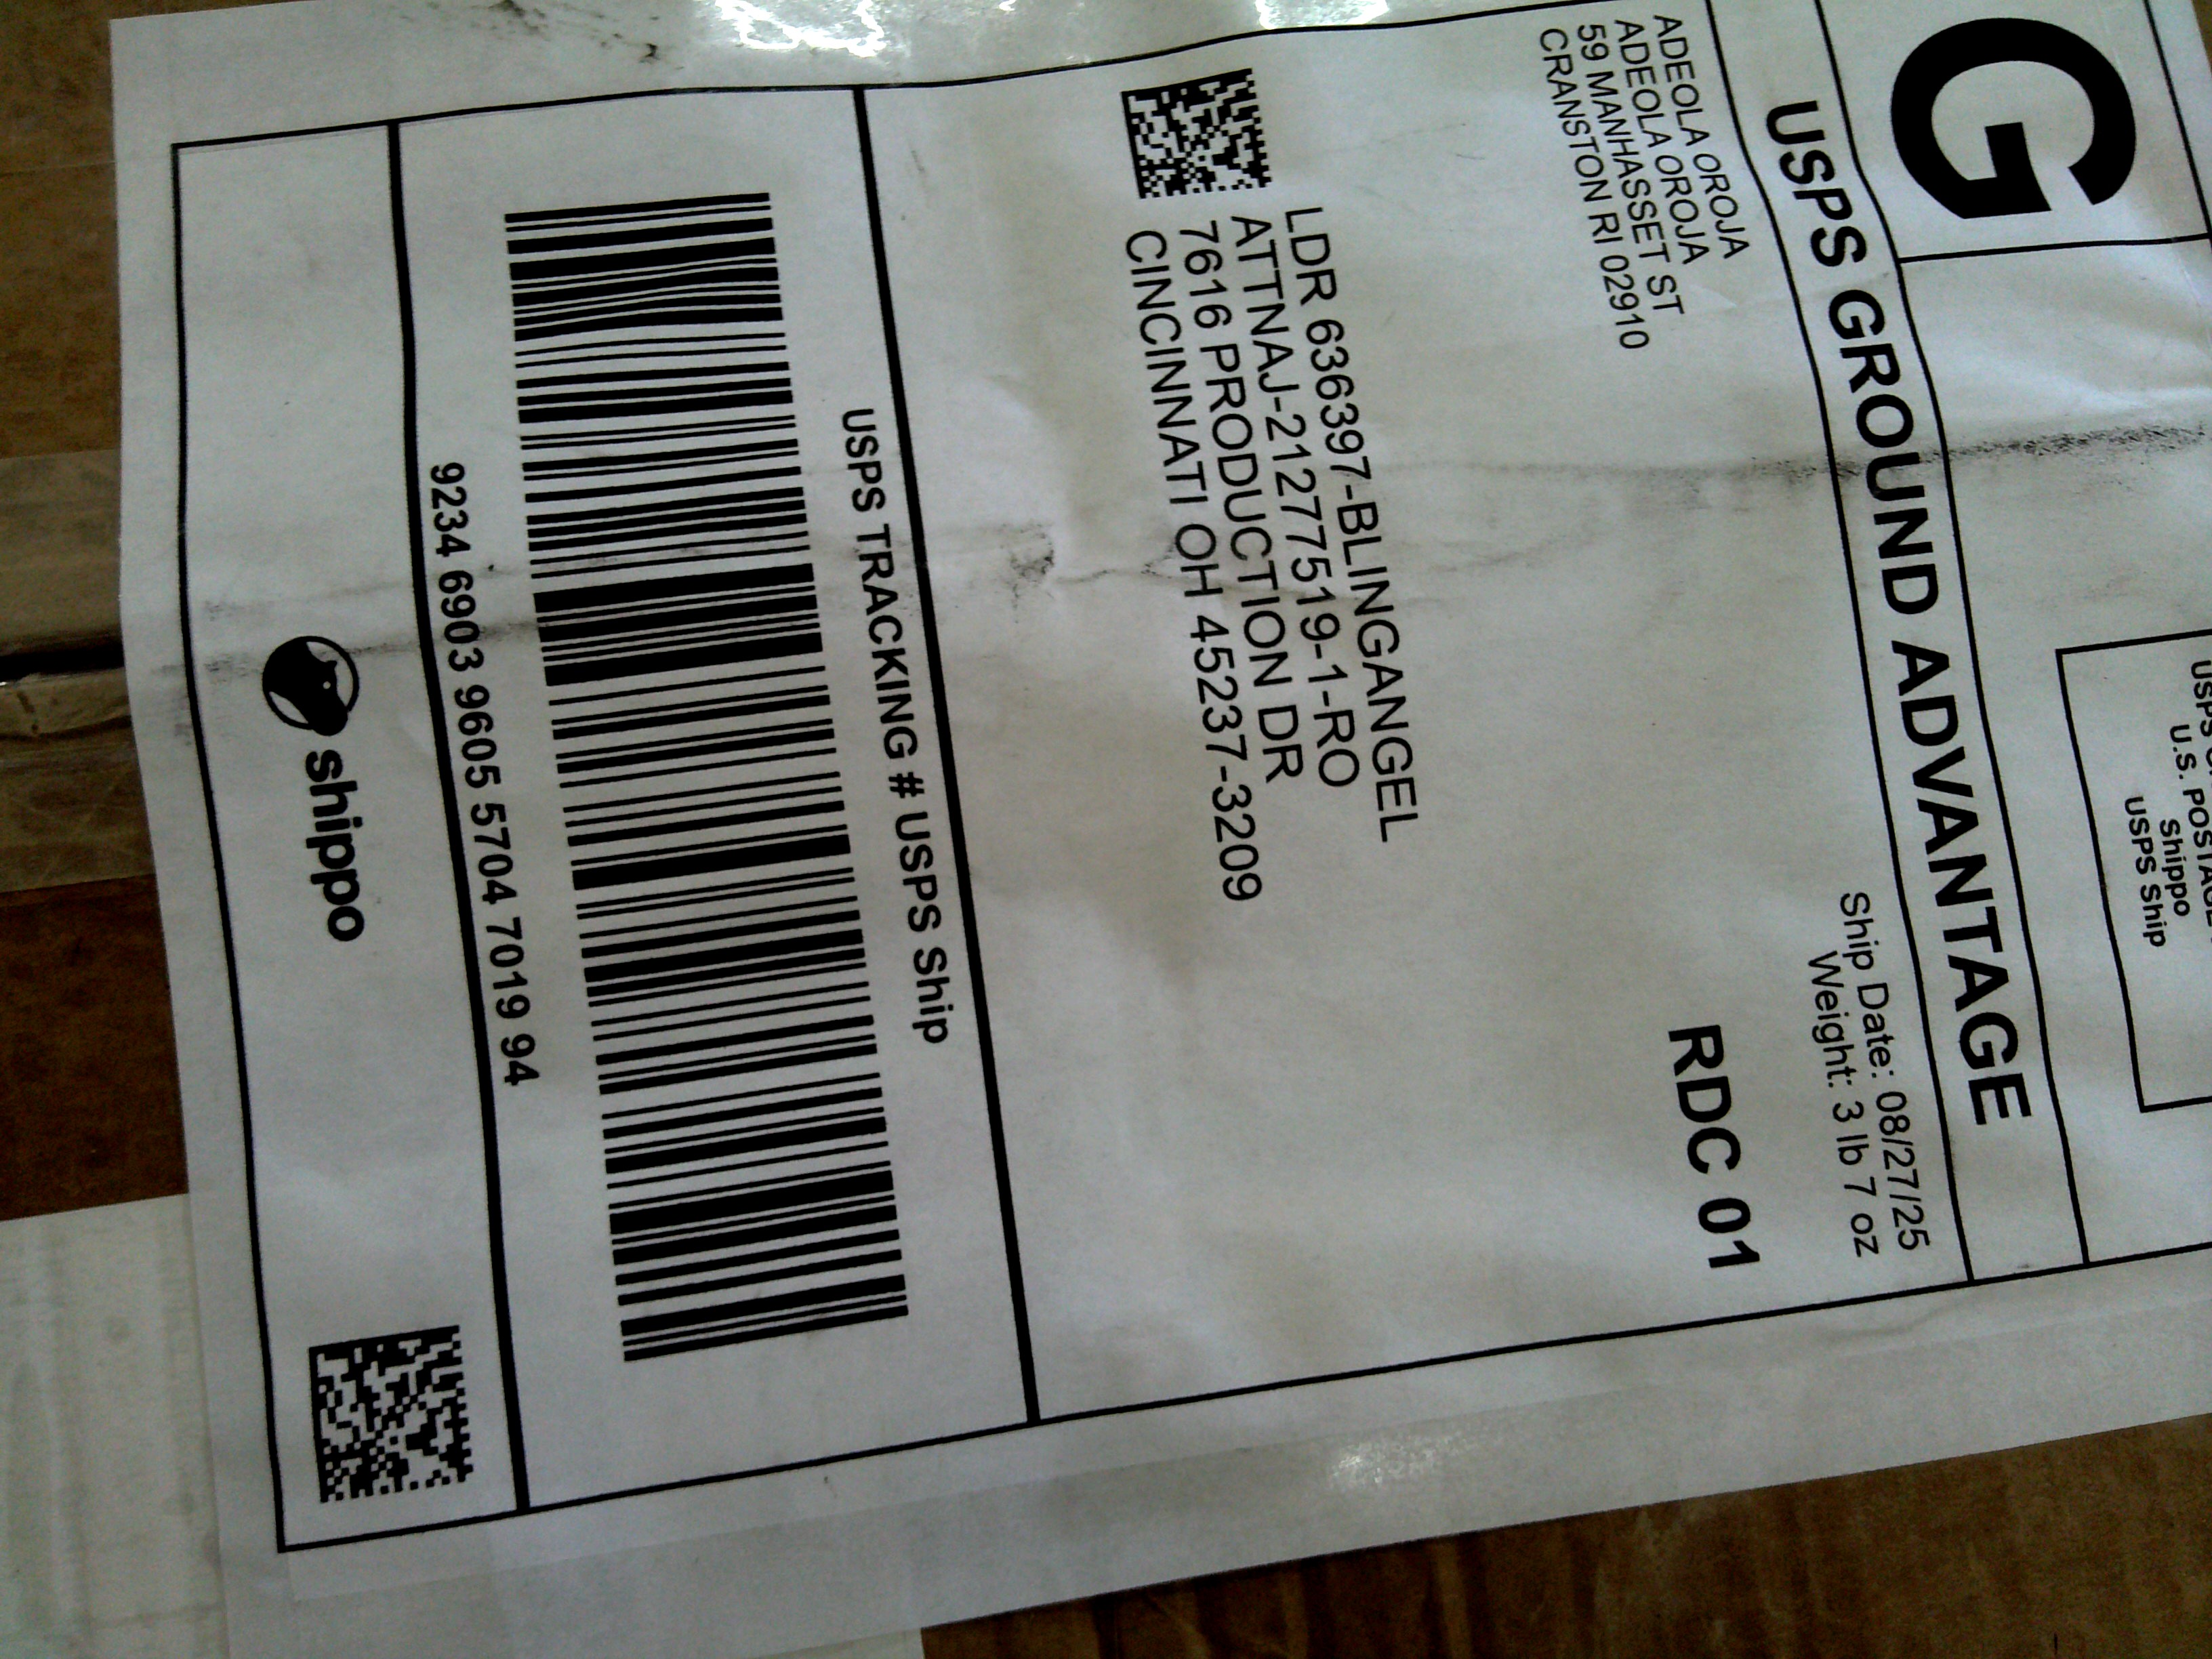 G
U.S. POSTAGE
Shippo
USPS Ship
USPS GROUND ADVANTAGE
ADEOLA OROJA
ADEOLA OROJA
59 MANHASSET ST
CRANSTON RI 02910
Ship Date: 08/27/25
Weight: 3 lb 7 oz
RDC 01
LDR 636397-BLINGANGEL
ATTNAJ-21277519-1-RO
7616 PRODUCTION DR
CINCINNATI OH 45237-3209
USPS TRACKING # USPS Ship
9234 6903 9605 5704 7019 94
shippo